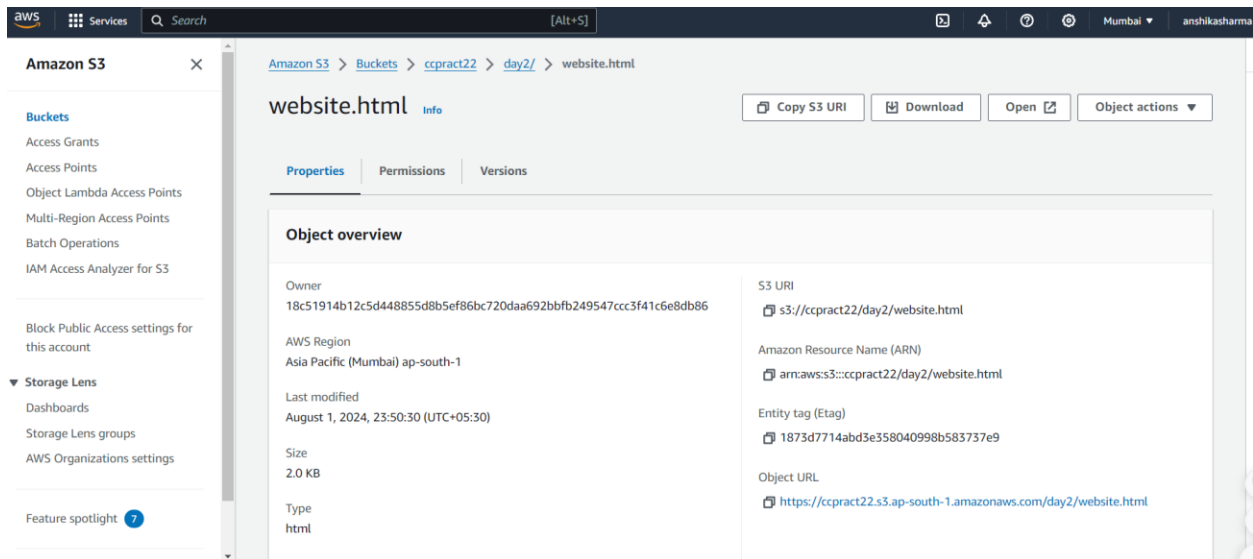 aws
Services
Search
[Alt+S]
Mumbai ▼
anshikasharma
Amazon S3
Buckets
Access Grants
Access Points
Object Lambda Access Points
Multi-Region Access Points
Batch Operations
IAM Access Analyzer for S3
Block Public Access settings for
this account
▼ Storage Lens
Dashboards
Storage Lens groups
AWS Organizations settings
Feature spotlight 7
Amazon S3 > Buckets > ccpract22 > day2/ > website.html
website.html Info
Copy S3 URI
Download
Open
Object actions ▼
Properties
Permissions
Versions
Object overview
Owner
18c51914b12c5d448855d8b5ef86bc720daa692bbfb249547ccc3f41c6e8db86
AWS Region
Asia Pacific (Mumbai) ap-south-1
Last modified
August 1, 2024, 23:50:30 (UTC+05:30)
Size
2.0 KB
Type
html
S3 URI
s3://ccpract22/day2/website.html
Amazon Resource Name (ARN)
arn:aws:s3:::ccpract22/day2/website.html
Entity tag (Etag)
1873d7714abd3e358040998b583737e9
Object URL
https://ccpract22.s3.ap-south-1.amazonaws.com/day2/website.html